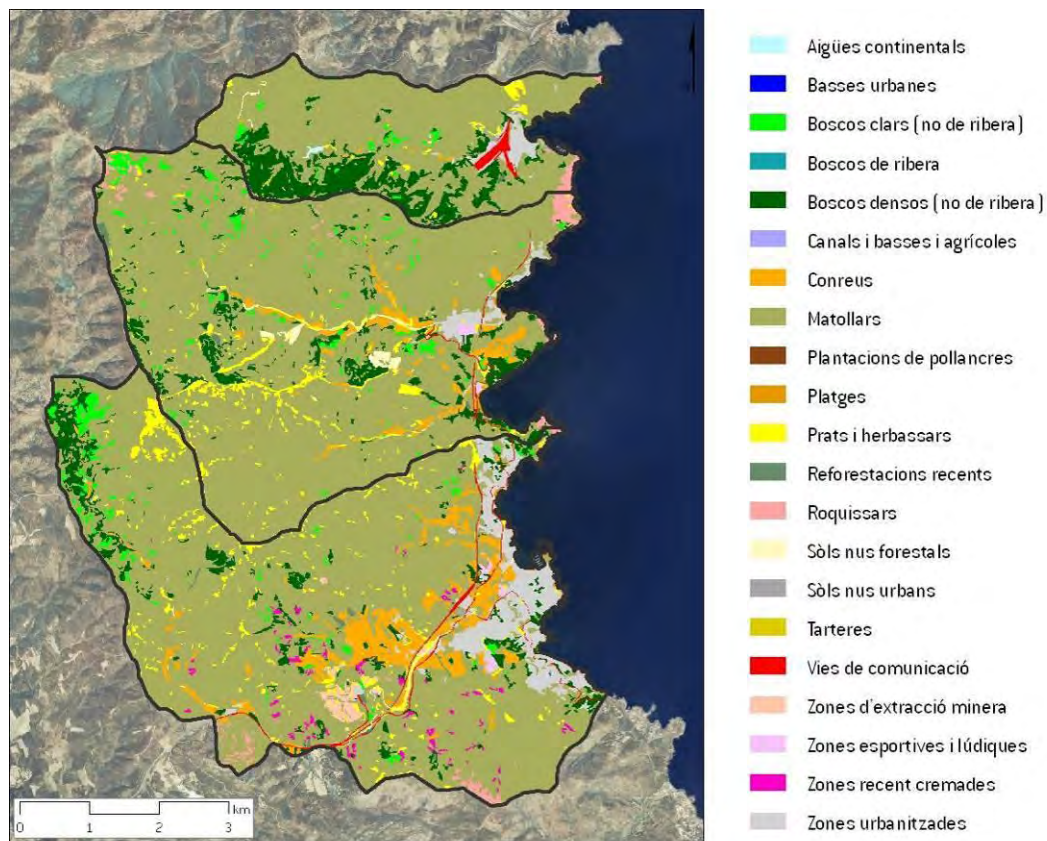 Aigües continentals
Basses urbanes
Boscos clars (no de ribera)
Boscos de ribera
Boscos densos (no de ribera)
Canals i basses i agrícoles
Conreus
Matollars
Plantacions de pollancres
Platges
Prats i herbassars
Reforestacions recents
Roquissars
Sòls nus forestals
Sòls nus urbans
Tarteres
Vies de comunicació
Zones d'extracció minera
Zones esportives i lúdiques
Zones recent cremades
Zones urbanitzades
km
0 1 2 3